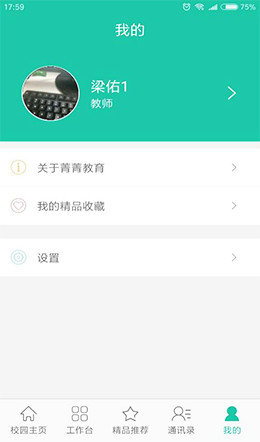 17:59
75%
我的
梁佑1
教师
关于菁菁教育
我的精品收藏
设置
校园主页 工作台 精品推荐 通讯录 我的